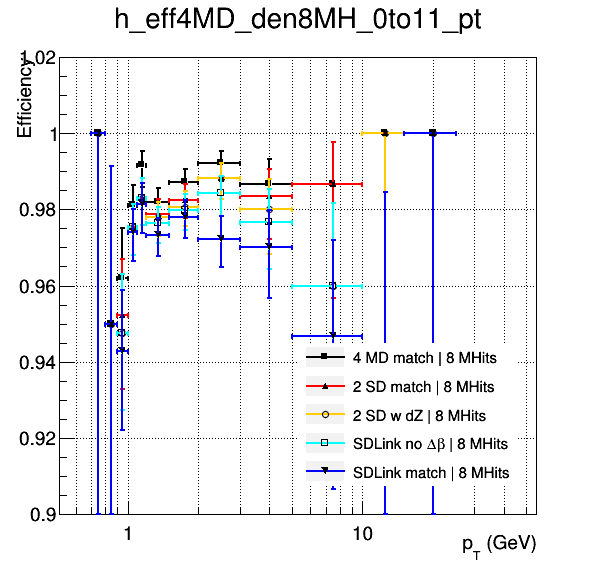 h_eff4MD_den8MH_0to11_pt
Efficiency
1.02
1
0.98
0.96
0.94
0.92
0.9
4 MD match | 8 MHits
2 SD match | 8 MHits
2 SD w dZ | 8 MHits
SDLink no Δβ | 8 MHits
SDLink match | 8 MHits
1
10
p_T (GeV)